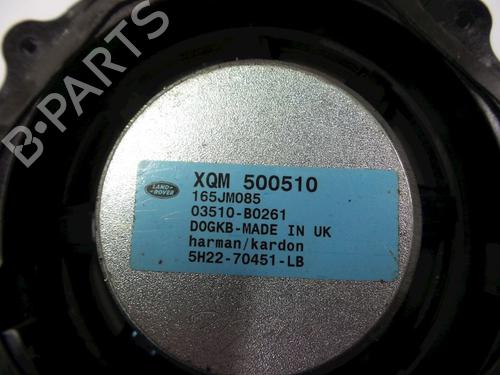 B-PARTS
LAND
ROVER
XQM 500510
165JM085
03510-B0261
DOGKB-MADE IN UK
harman/kardon
5H22-70451-LB